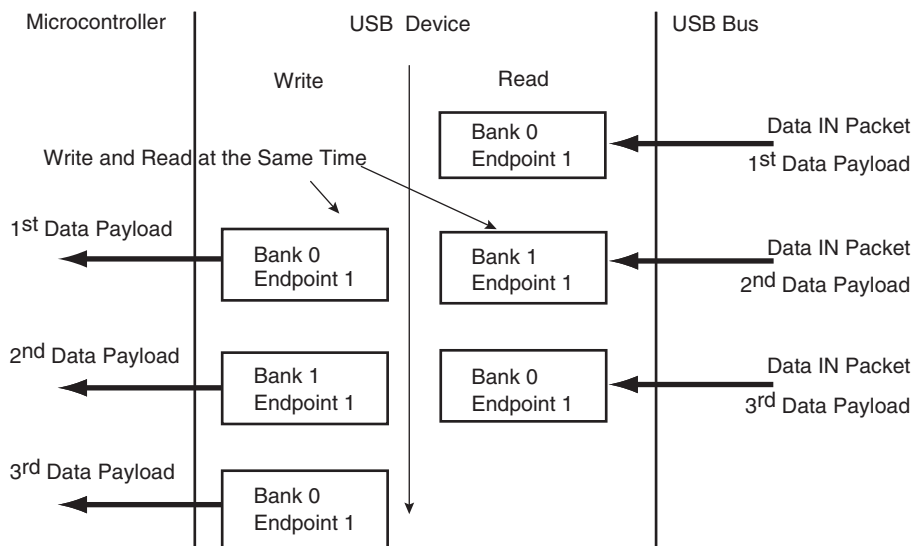 Microcontroller
USB Device
USB Bus
Write
Read
Bank 0
Endpoint 1
Data IN Packet
1st Data Payload
Write and Read at the Same Time
1st Data Payload
Bank 0
Endpoint 1
Bank 1
Endpoint 1
Data IN Packet
2nd Data Payload
2nd Data Payload
Bank 1
Endpoint 1
Bank 0
Endpoint 1
Data IN Packet
3rd Data Payload
3rd Data Payload
Bank 0
Endpoint 1